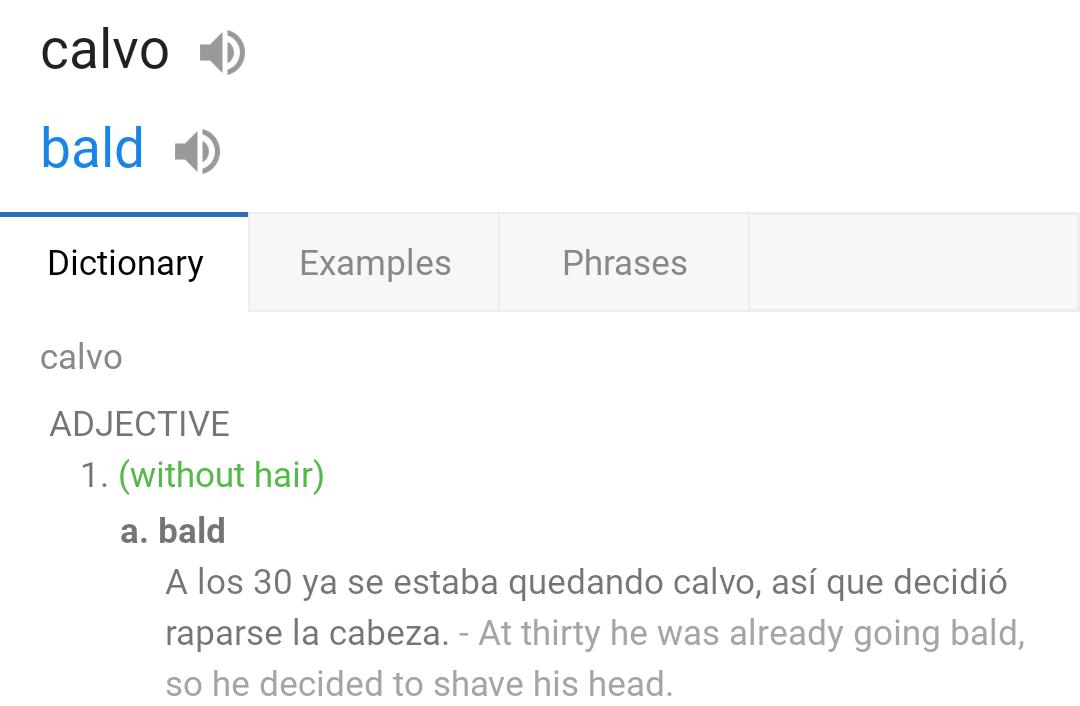 calvo
bald
Dictionary Examples Phrases
calvo
ADJECTIVE
1. (without hair)
a. bald
A los 30 ya se estaba quedando calvo, así que decidió
raparse la cabeza. - At thirty he was already going bald,
so he decided to shave his head.